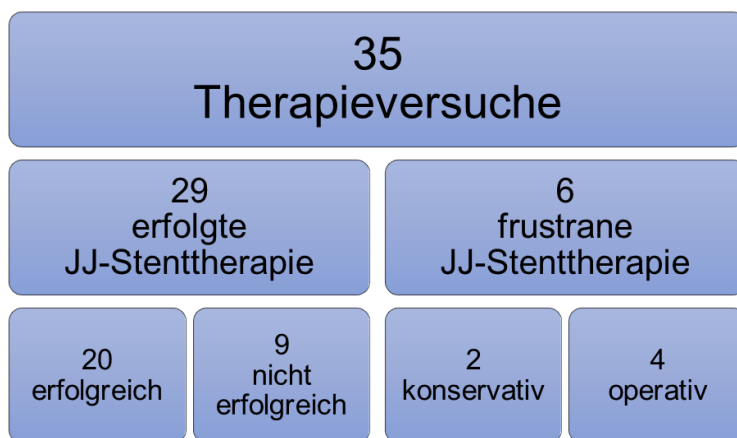 35
Therapieversuche
29
erfolgte
JJ-Stenttherapie
6
frustrane
JJ-Stenttherapie
20
erfolgreich
9
nicht
erfolgreich
2
konservativ
4
operativ